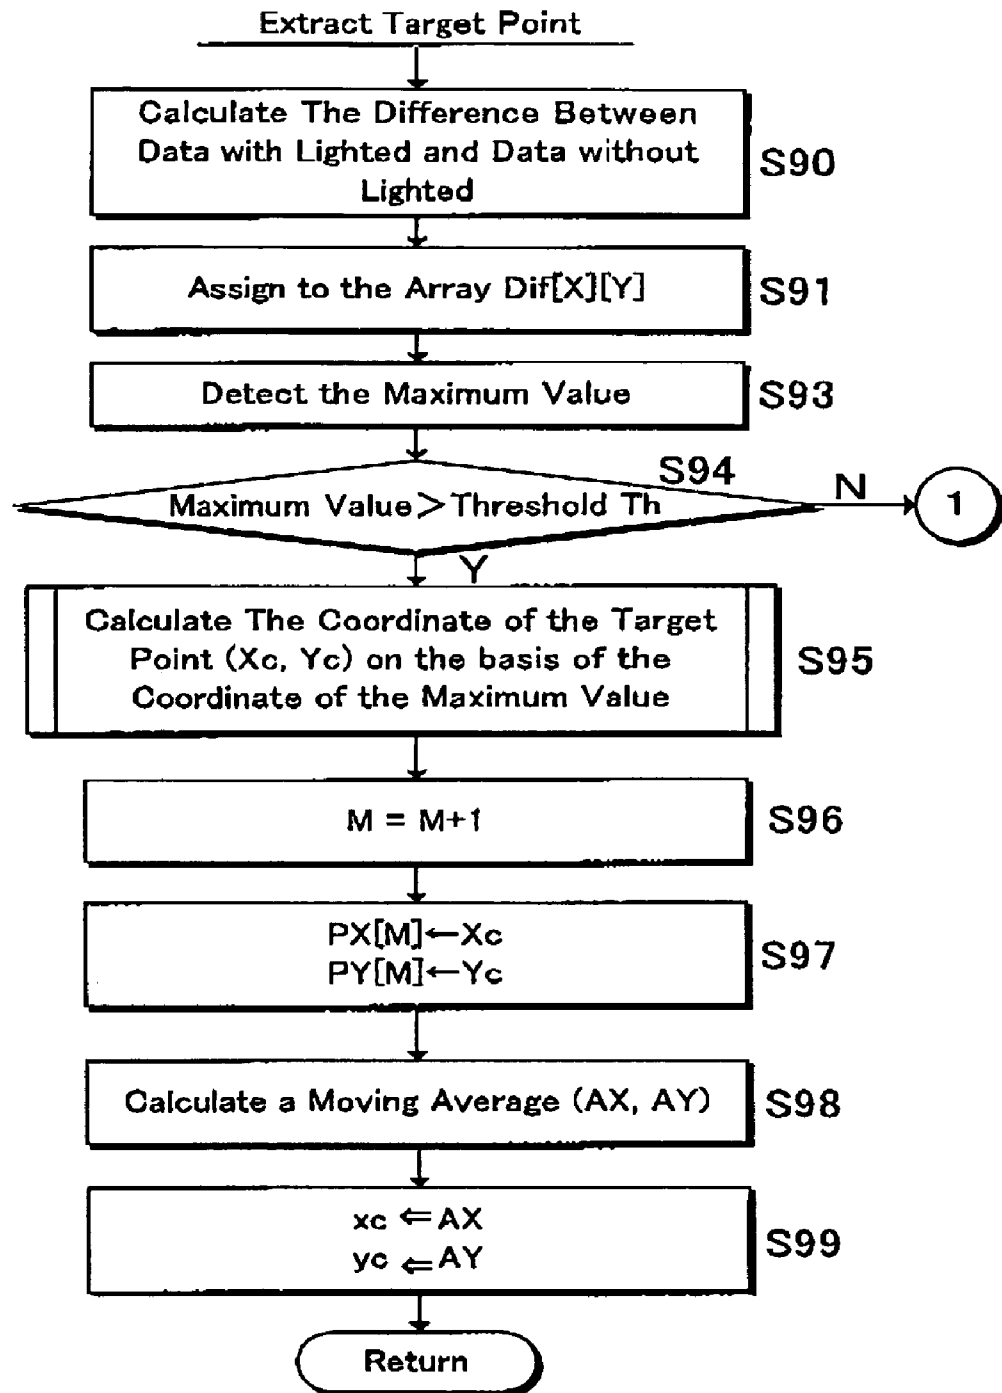 Extract Target Point
Calculate The Difference Between
Data with Lighted and Data without
Lighted
S90
Assign to the Array Dif[X][Y]
S91
Detect the Maximum Value
S93
S94
Maximum Value>Threshold Th
N
1
Y
Calculate The Coordinate of the Target
Point (Xc, Yc) on the basis of the
Coordinate of the Maximum Value
S95
M = M+1
S96
PX[M]←Xc
PY[M]←Yc
S97
Calculate a Moving Average (AX, AY)
S98
xc ⇐ AX
yc ⇐ AY
S99
Return